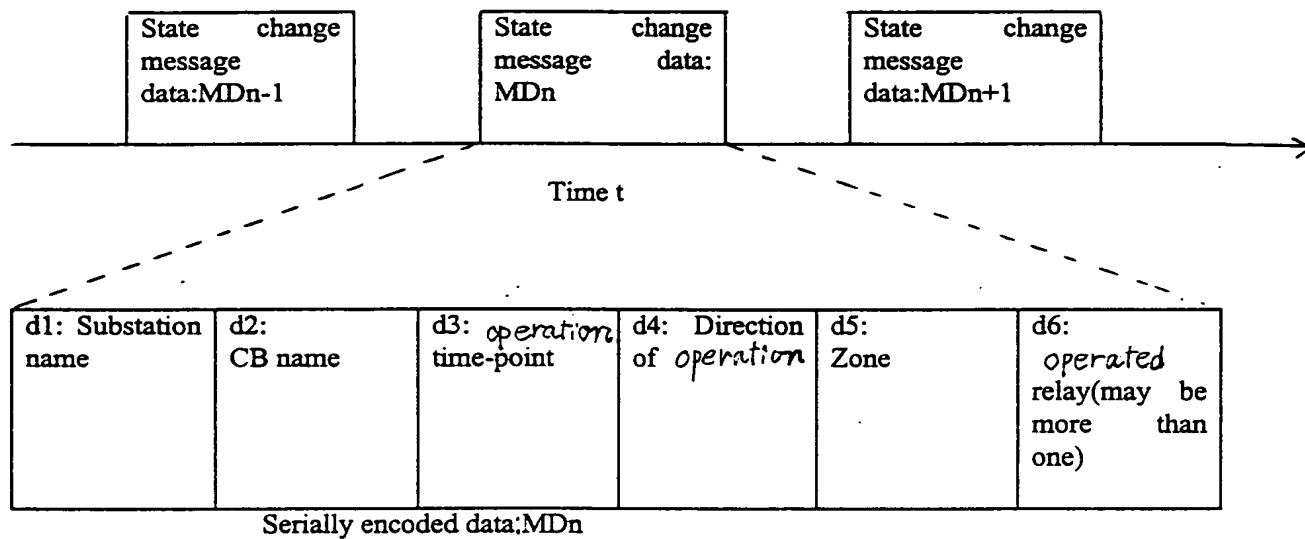 State change
message
data:MDn-1
State change
message data:
MDn
State change
message
data:MDn+1
Time t
d1: Substation
name
d2:
CB name
d3: operation
time-point
d4: Direction
of operation
d5:
Zone
d6:
operated
relay(may be
more than
one)
Serially encoded data;MDn